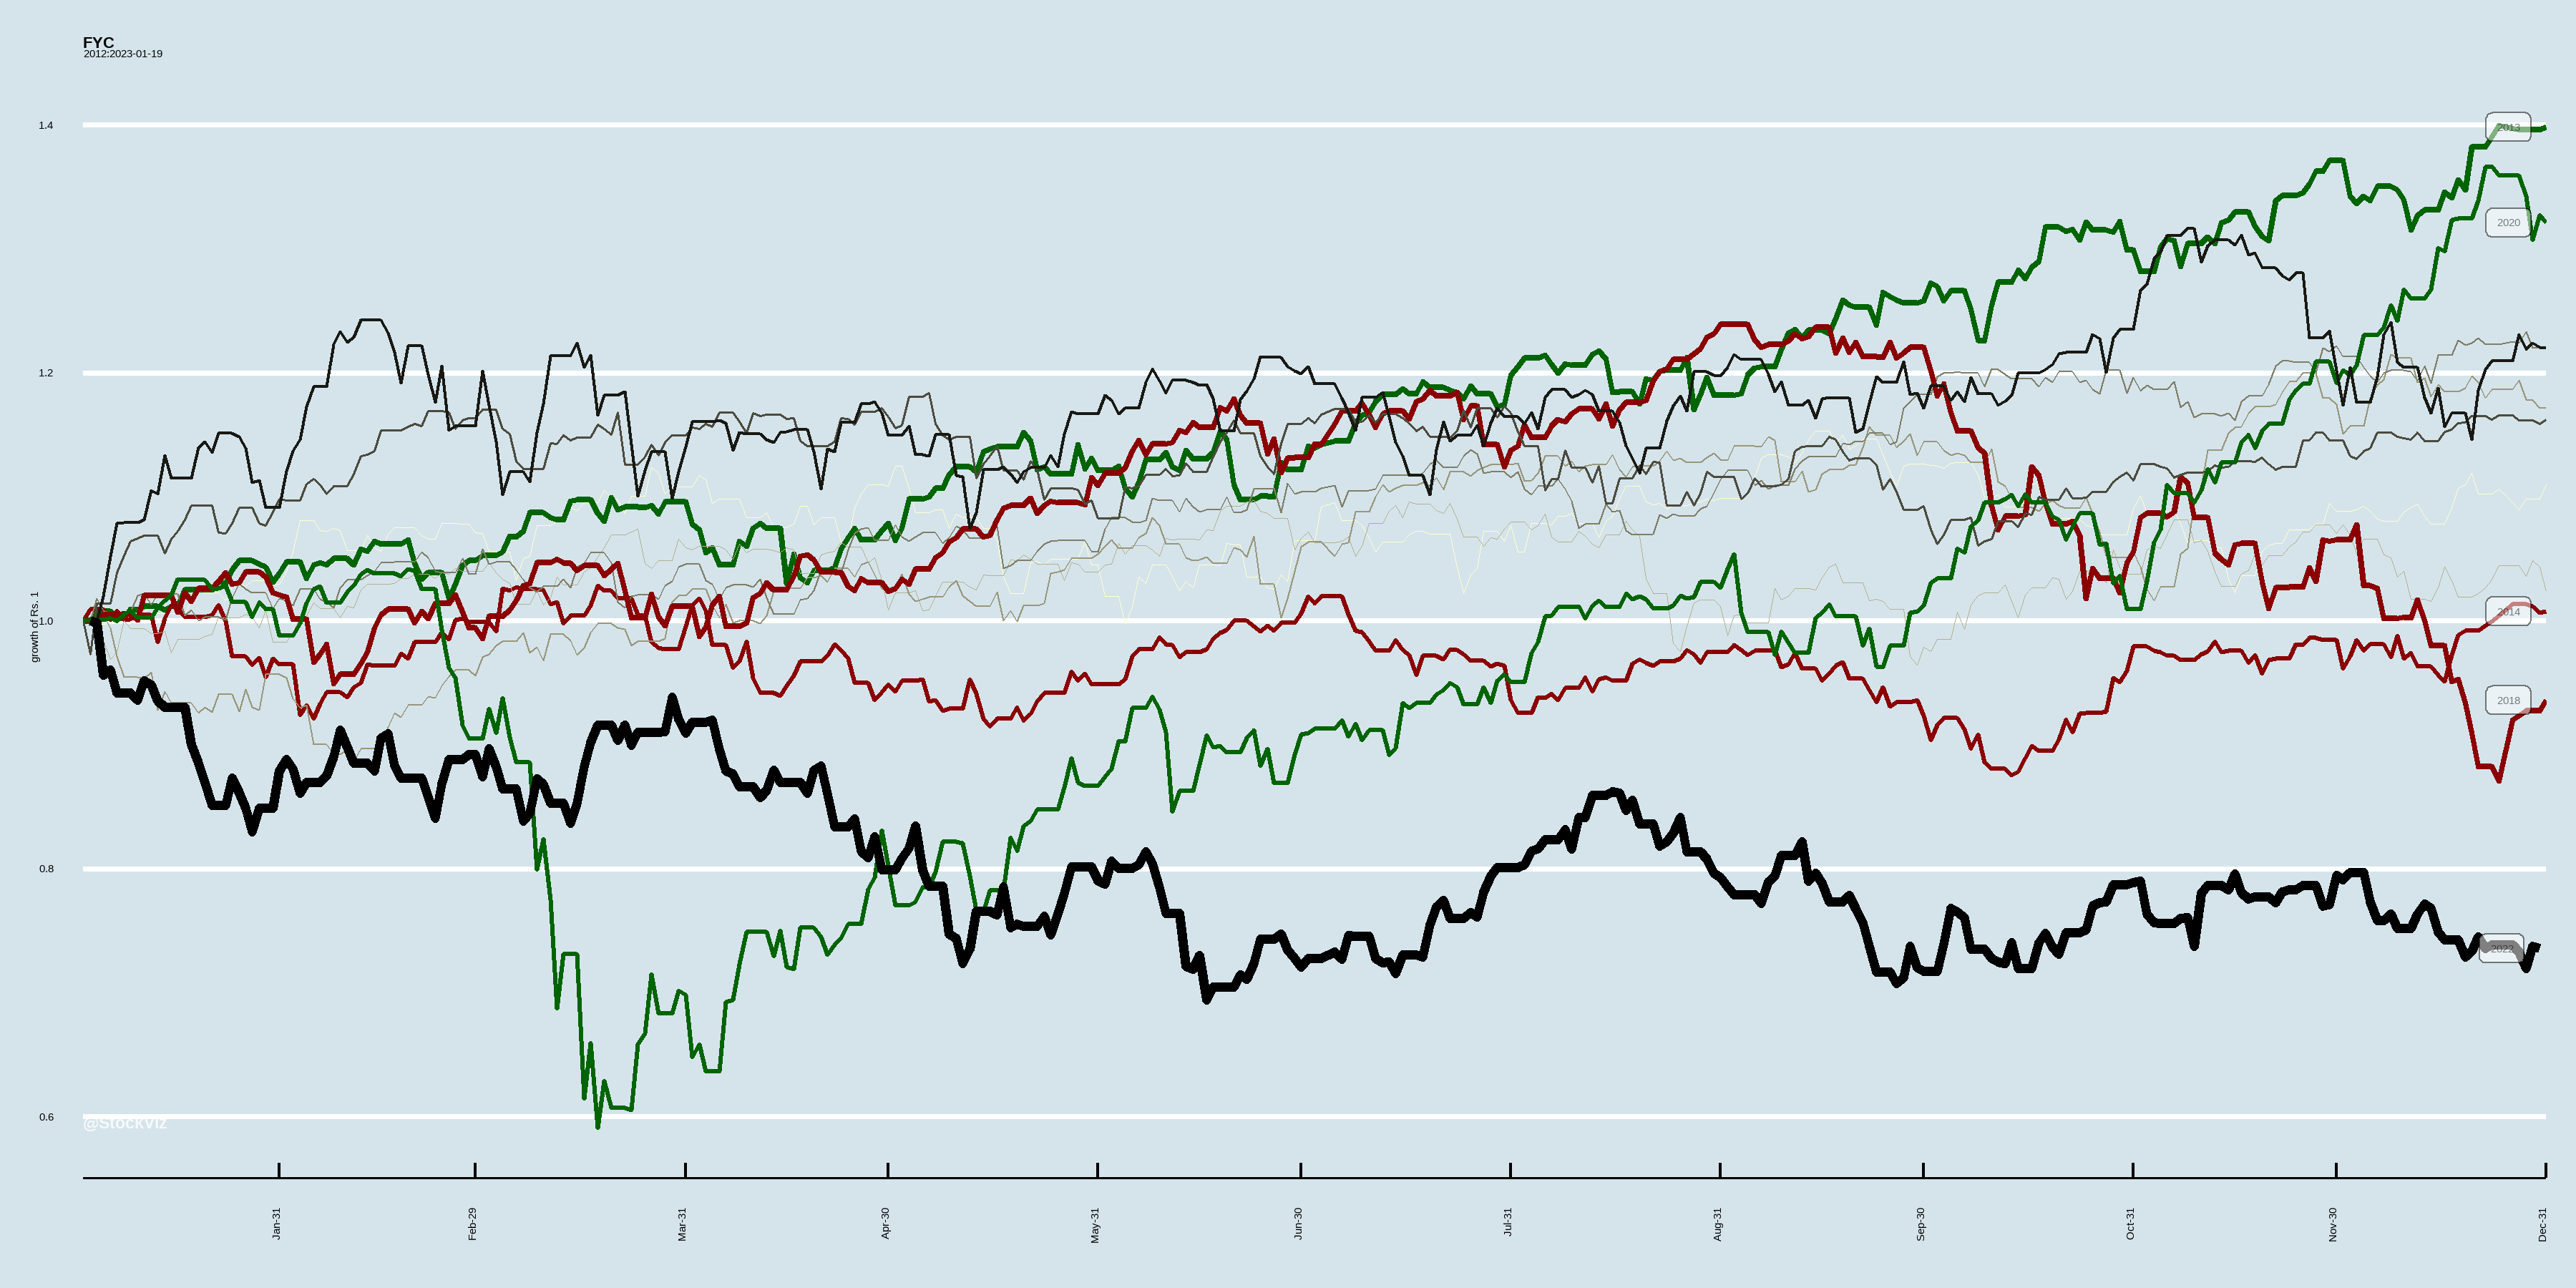 FYC
2012:2023-01-19
1.4
1.2
1.0
0.8
0.6
growth of Rs. 1
2013
2020
2014
2018
2022
@StockViz
Jan-31
Feb-29
Mar-31
Apr-30
May-31
Jun-30
Jul-31
Aug-31
Sep-30
Oct-31
Nov-30
Dec-31